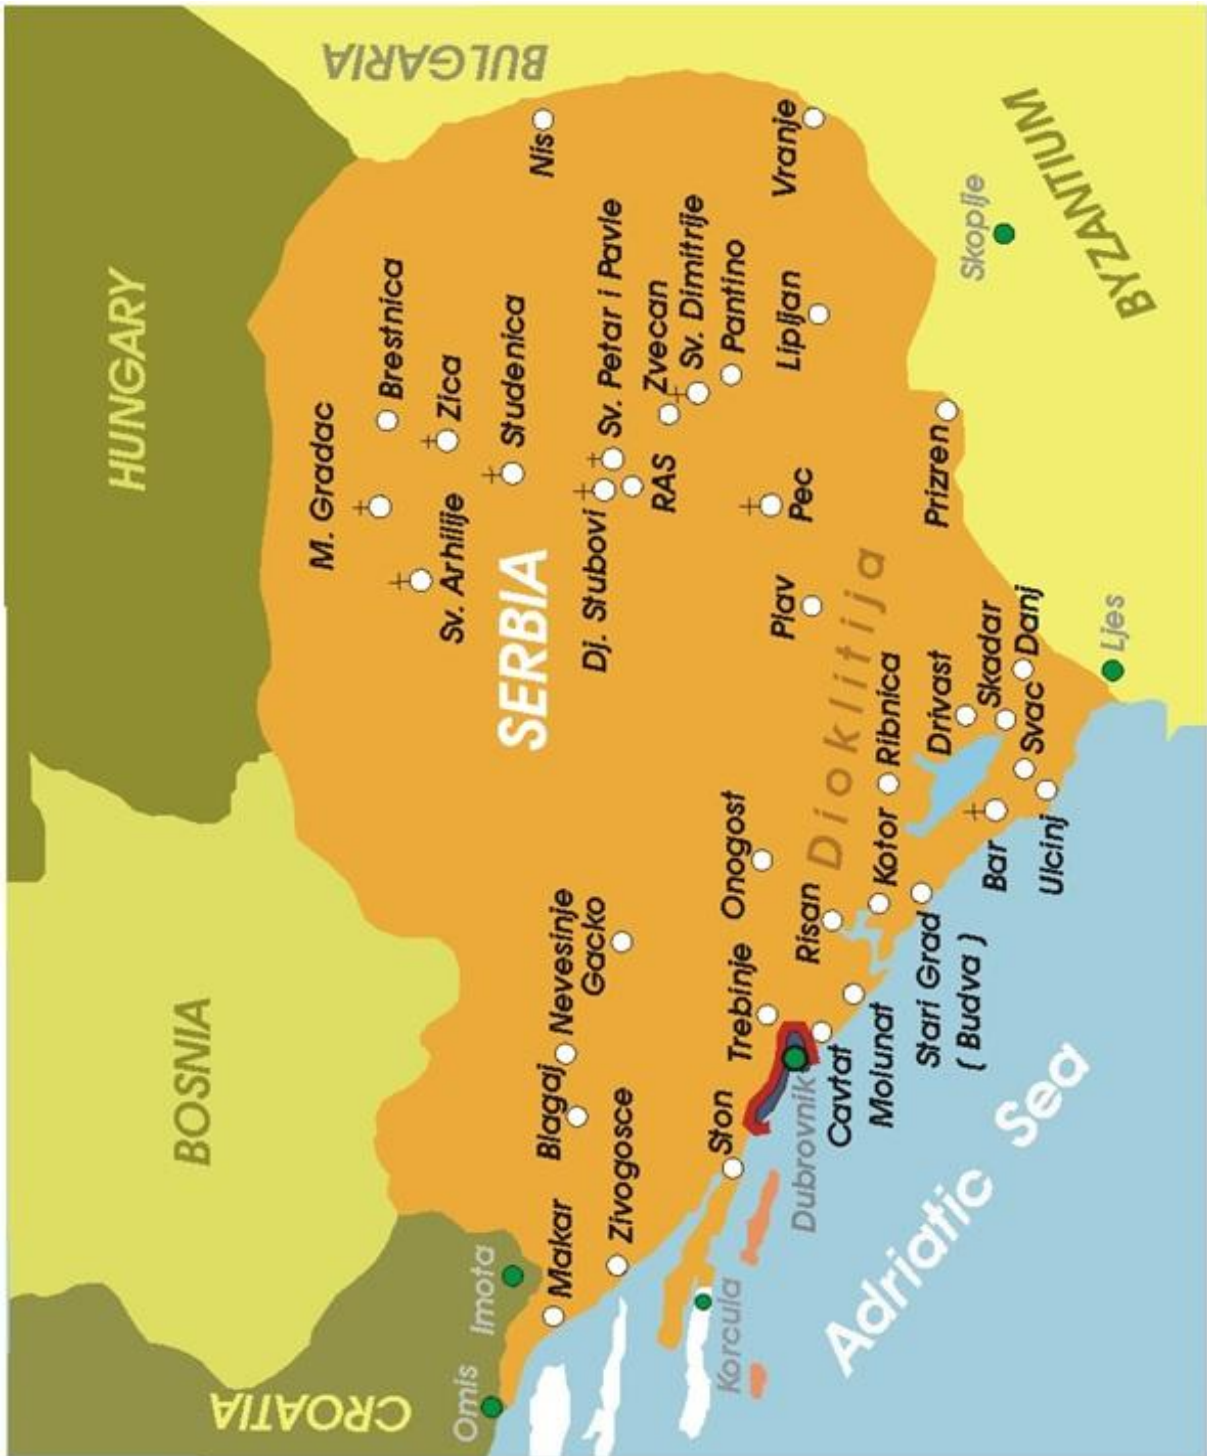 HUNGARY
BULGARIA
BOSNIA
CROATIA
M. Gradac
Brestnica
Zica
Sv. Arhilije
Studenica
Nis
SERBIA
Dj. Stubovi
Sv. Petar i Pavle
RAS
Zvecan
Sv. Dimitrije
Pantino
Vranje
Lipljan
Pec
Plav
Prizren
Skoplje
BYZANTIUM
Omis
Imota
Makar
Blagaj
Nevesinje
Gacko
Zivogosce
Ston
Trebinje
Onogost
Dioklitija
Risan
Kotor
Ribnica
Drivast
Skadar
Danj
Svac
Ljes
Korcula
Dubrovnik
Cavtat
Molunat
Stari Grad
( Budva )
Bar
Ulcinj
Adriatic Sea